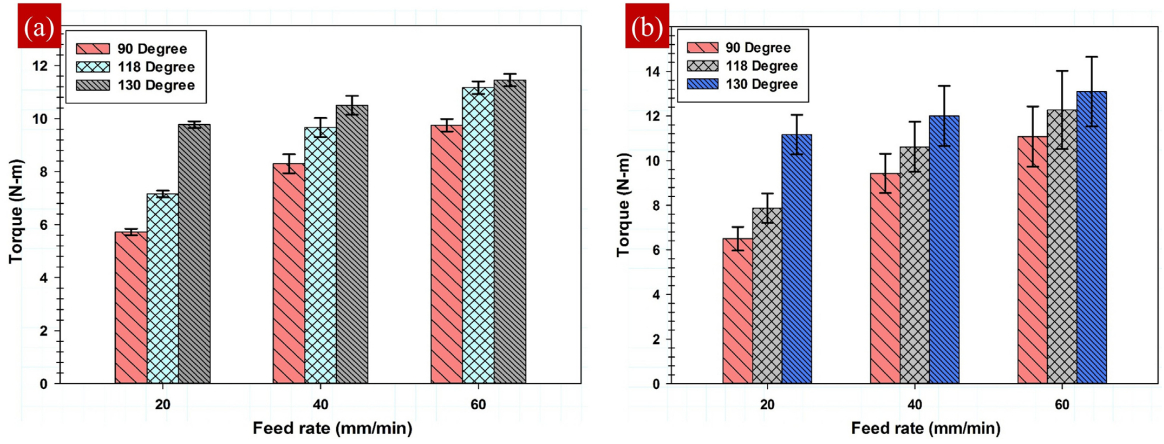 (a)
90 Degree
118 Degree
130 Degree
Torque (N-m)
12
10
8
6
4
2
0
20 40 60
Feed rate (mm/min)
(b)
90 Degree
118 Degree
130 Degree
Torque (N-m)
14
12
10
8
6
4
2
0
20 40 60
Feed rate (mm/min)